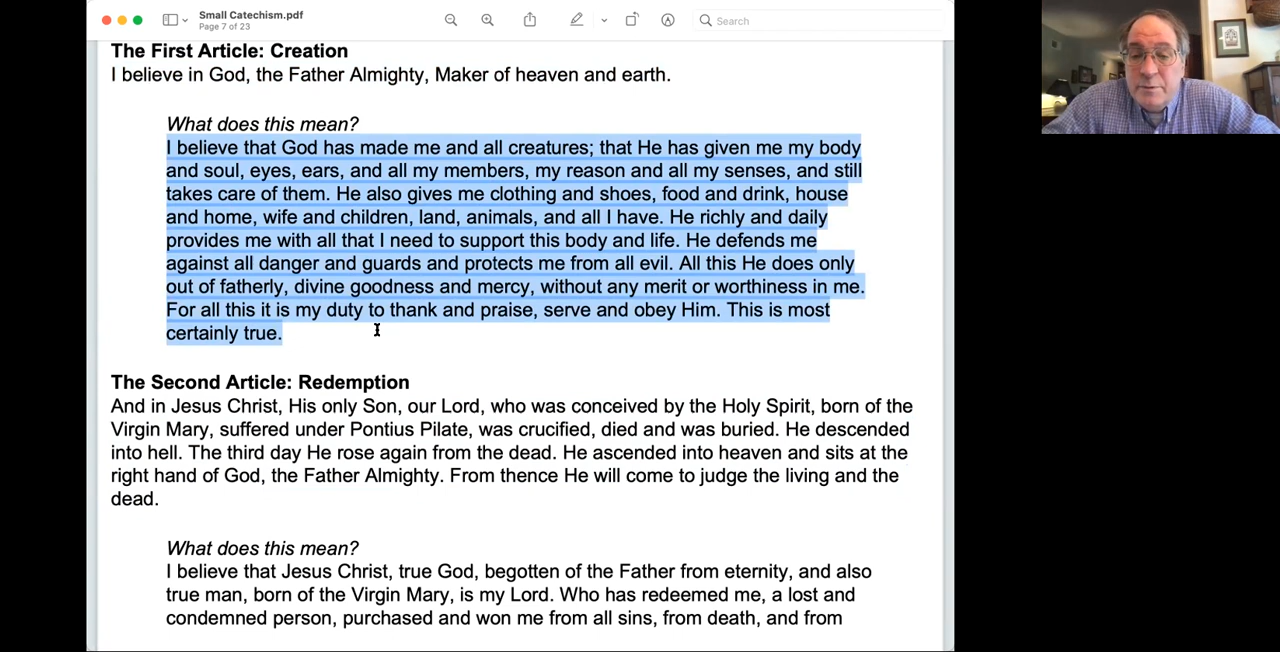 Small Catechism.pdf
Page 7 of 23
Search
The First Article: Creation
I believe in God, the Father Almighty, Maker of heaven and earth.
What does this mean?
I believe that God has made me and all creatures; that He has given me my body
and soul, eyes, ears, and all my members, my reason and all my senses, and still
takes care of them. He also gives me clothing and shoes, food and drink, house
and home, wife and children, land, animals, and all I have. He richly and daily
provides me with all that I need to support this body and life. He defends me
against all danger and guards and protects me from all evil. All this He does only
out of fatherly, divine goodness and mercy, without any merit or worthiness in me.
For all this it is my duty to thank and praise, serve and obey Him. This is most
certainly true.
The Second Article: Redemption
And in Jesus Christ, His only Son, our Lord, who was conceived by the Holy Spirit, born of the
Virgin Mary, suffered under Pontius Pilate, was crucified, died and was buried. He descended
into hell. The third day He rose again from the dead. He ascended into heaven and sits at the
right hand of God, the Father Almighty. From thence He will come to judge the living and the
dead.
What does this mean?
I believe that Jesus Christ, true God, begotten of the Father from eternity, and also
true man, born of the Virgin Mary, is my Lord. Who has redeemed me, a lost and
condemned person, purchased and won me from all sins, from death, and from